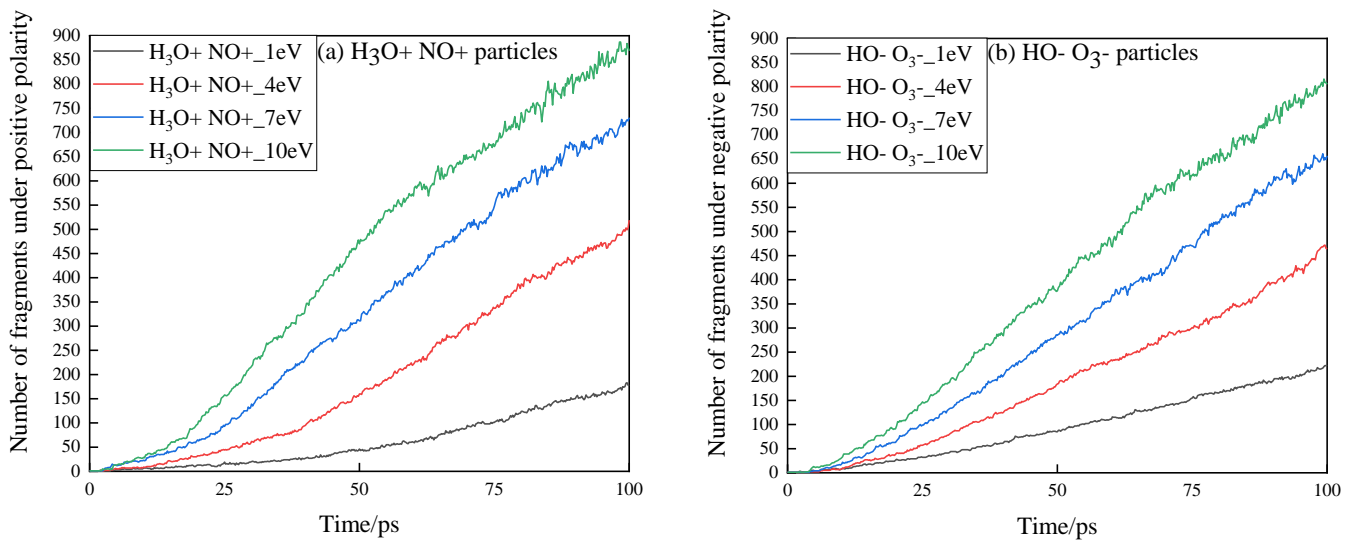 (a) H₃O+ NO+ particles
H₃O+ NO+_1eV
H₃O+ NO+_4eV
H₃O+ NO+_7eV
H₃O+ NO+_10eV
Number of fragments under positive polarity
900
850
800
750
700
650
600
550
500
450
400
350
300
250
200
150
100
50
0
0 25 50 75 100
Time/ps
(b) HO- O₃- particles
HO- O₃-_1eV
HO- O₃-_4eV
HO- O₃-_7eV
HO- O₃-_10eV
Number of fragments under negative polarity
900
850
800
750
700
650
600
550
500
450
400
350
300
250
200
150
100
50
0
0 25 50 75 100
Time/ps